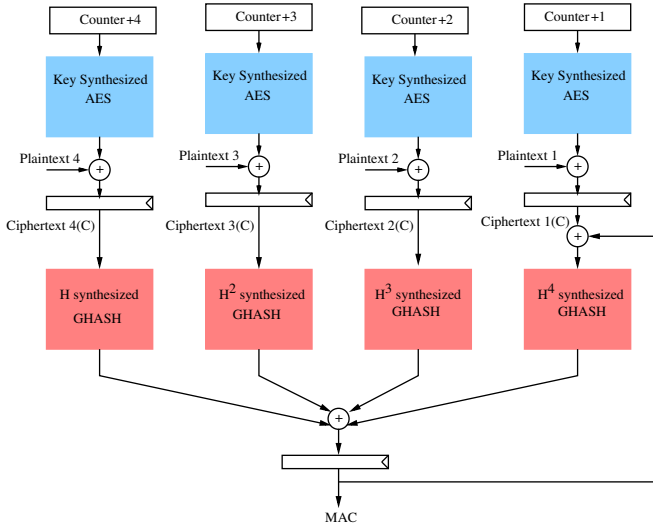 Counter+4 Counter+3 Counter+2 Counter+1
Key Synthesized Key Synthesized Key Synthesized Key Synthesized
AES AES AES AES
Plaintext 4 Plaintext 3 Plaintext 2 Plaintext 1
+ + + +
Ciphertext 4(C) Ciphertext 3(C) Ciphertext 2(C) Ciphertext 1(C)
+
H synthesized H² synthesized H³ synthesized H⁴ synthesized
GHASH GHASH GHASH GHASH
+
MAC